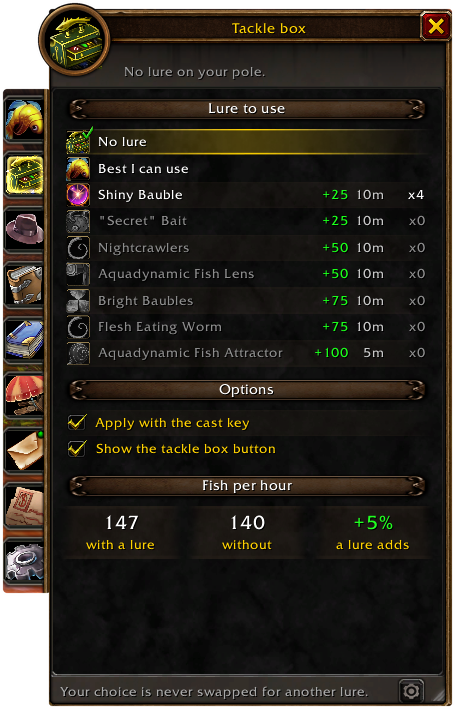 Tackle box
No lure on your pole.
Lure to use
No lure
Best I can use
Shiny Bauble +25 10m x4
"Secret" Bait +25 10m x0
Nightcrawlers +50 10m x0
Aquadynamic Fish Lens +50 10m x0
Bright Baubles +75 10m x0
Flesh Eating Worm +75 10m x0
Aquadynamic Fish Attractor +100 5m x0
Options
Apply with the cast key
Show the tackle box button
Fish per hour
147 140 +5%
with a lure without a lure adds
Your choice is never swapped for another lure.